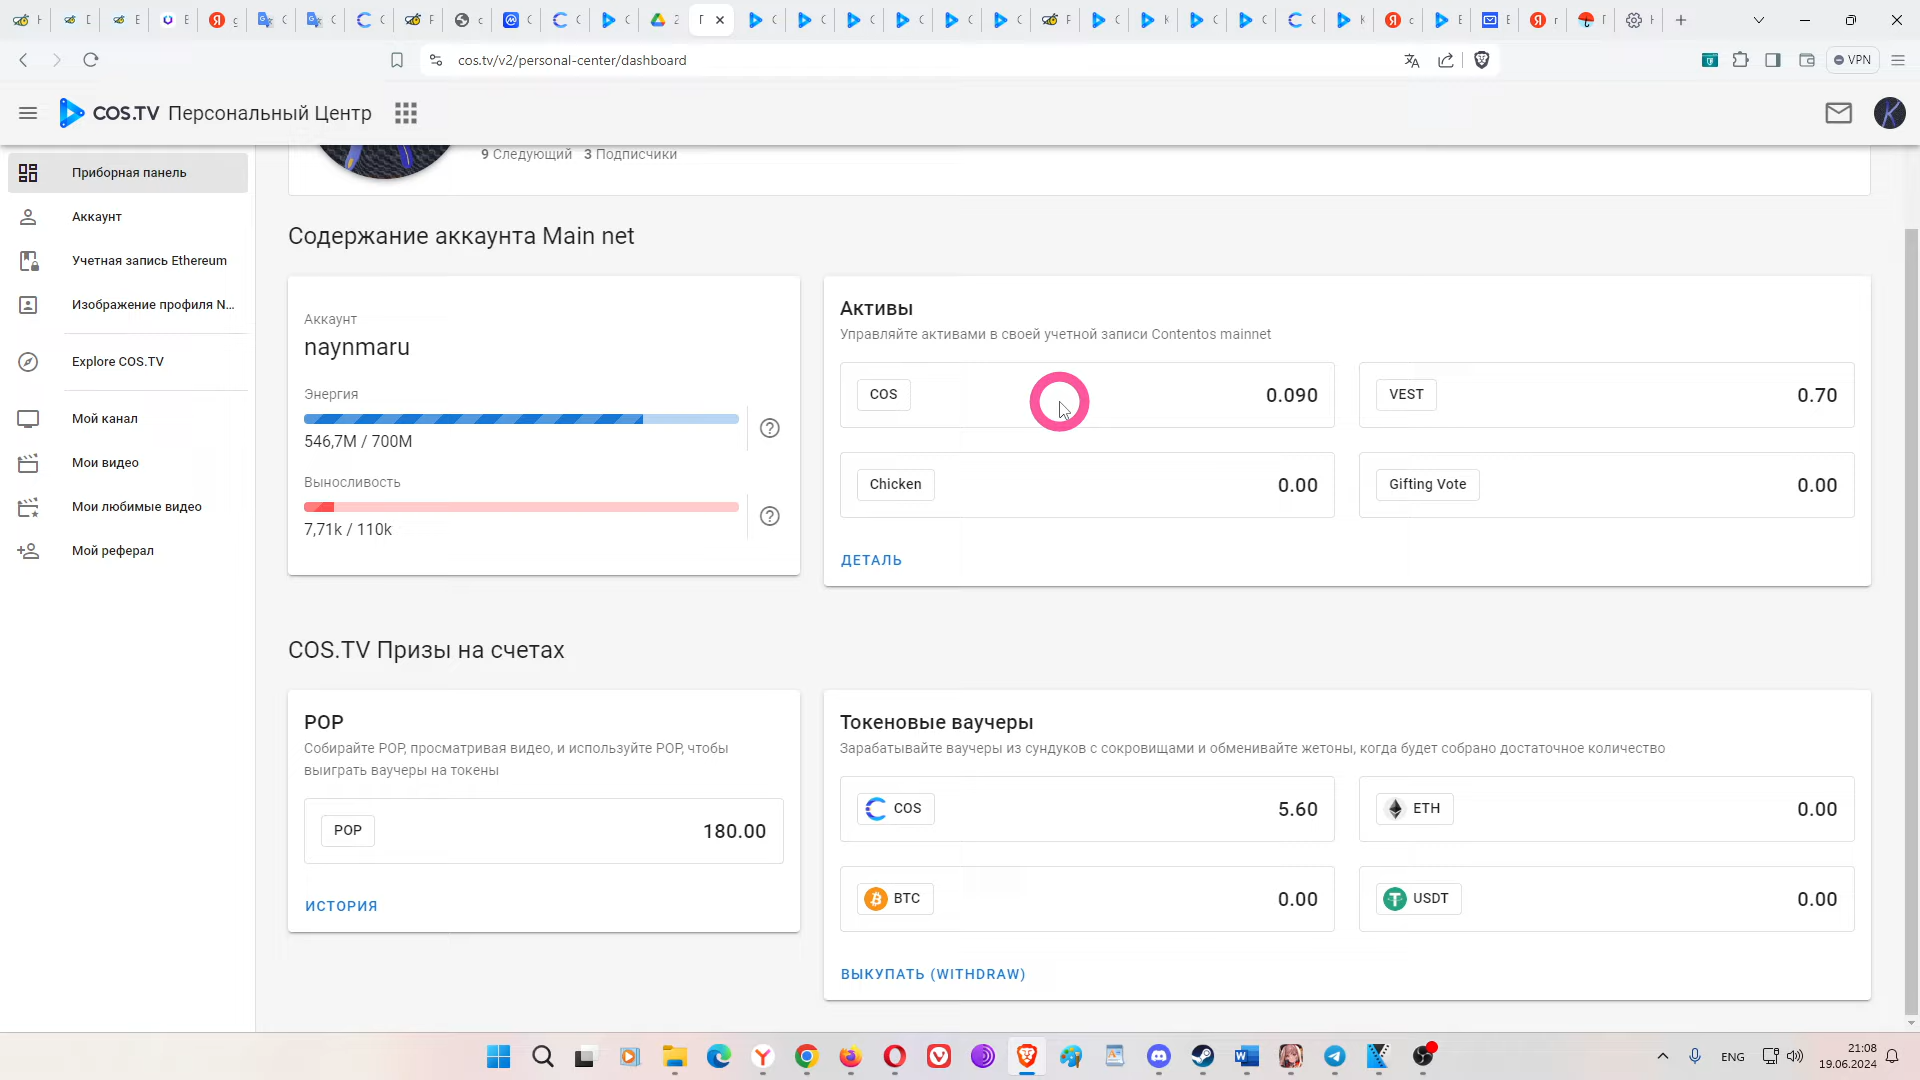 cos.tv/v2/personal-center/dashboard
VPN
COS.TV Персональный Центр
Приборная панель
Аккаунт
Учетная запись Ethereum
Изображение профиля N...
Explore COS.TV
Мой канал
Мои видео
Мои любимые видео
Мой реферал
9 Следующий 3 Подписчики
Содержание аккаунта Main net
Аккаунт
naynmaru
Энергия
546,7M / 700M
Выносливость
7,71k / 110k
Активы
Управляйте активами в своей учетной записи Contentos mainnet
COS 0.090
VEST 0.70
Chicken 0.00
Gifting Vote 0.00
ДЕТАЛЬ
COS.TV Призы на счетах
POP
Собирайте POP, просматривая видео, и используйте POP, чтобы
выиграть ваучеры на токены
POP 180.00
ИСТОРИЯ
Токеновые ваучеры
Зарабатывайте ваучеры из сундуков с сокровищами и обменивайте жетоны, когда будет собрано достаточное количество
COS 5.60
ETH 0.00
BTC 0.00
USDT 0.00
ВЫКУПАТЬ (WITHDRAW)
ENG
21:08
19.06.2024